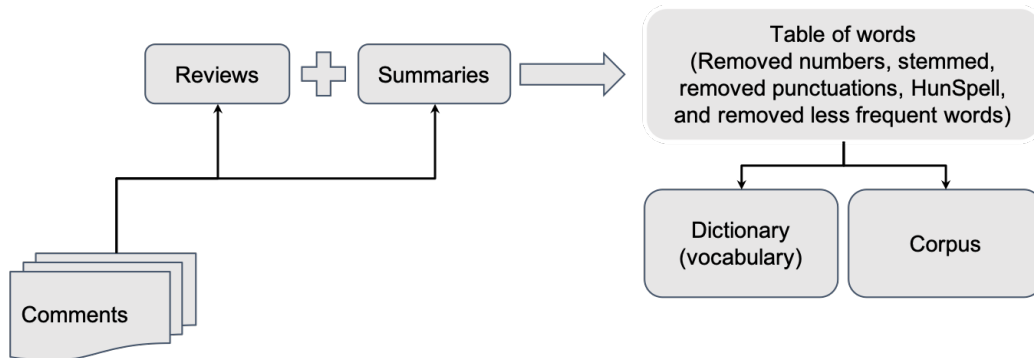 Reviews
Summaries
Table of words
(Removed numbers, stemmed,
removed punctuations, HunSpell,
and removed less frequent words)
Dictionary
(vocabulary)
Corpus
Comments